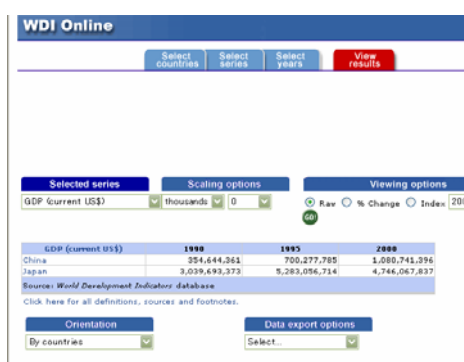 WDI Online
Select countries Select series Select years View results
Selected series Scaling options Viewing options
GDP (current US$) thousands 0 Raw % Change Index 200
GO!
GDP (current US$) 1990 1995 2000
China 354,644,361 700,277,785 1,080,741,396
Japan 3,039,693,373 5,283,056,714 4,746,067,837
Source: World Development Indicators database
Click here for all definitions, sources and footnotes.
Orientation Data export options
By countries Select...